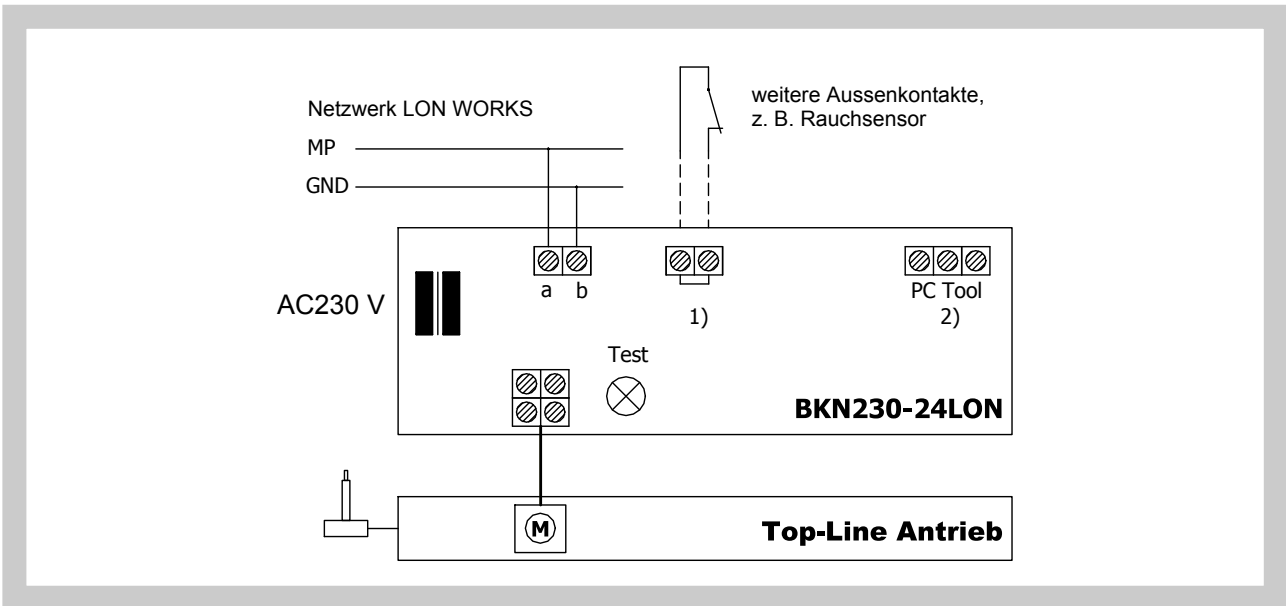 Netzwerk LON WORKS
weitere Aussenkontakte,
z. B. Rauchsensor
MP
GND
AC230 V
a b
1)
PC Tool
2)
Test
BKN230-24LON
M
Top-Line Antrieb